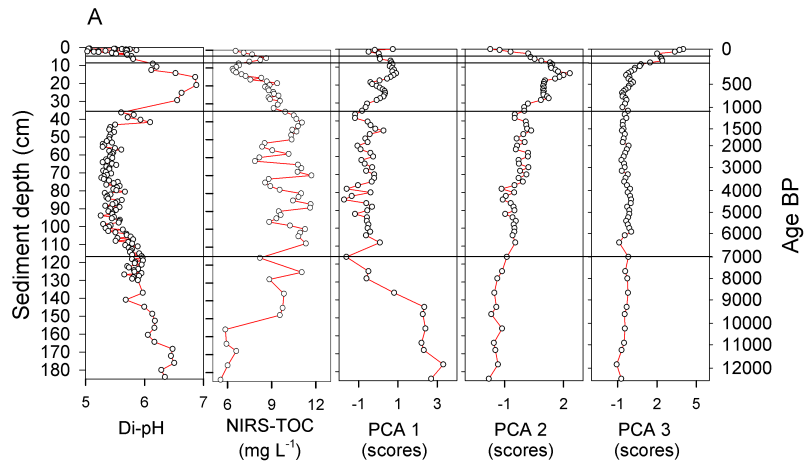 A
Sediment depth (cm)
0
10
20
30
40
50
60
70
80
90
100
110
120
130
140
150
160
170
180
5 6 7
6 9 12
-1 1 3
-1 2
-1 2 5
Di-pH
NIRS-TOC
(mg L⁻¹)
PCA 1
(scores)
PCA 2
(scores)
PCA 3
(scores)
0
500
1000
1500
2000
3000
4000
5000
6000
7000
8000
9000
10000
11000
12000
Age BP